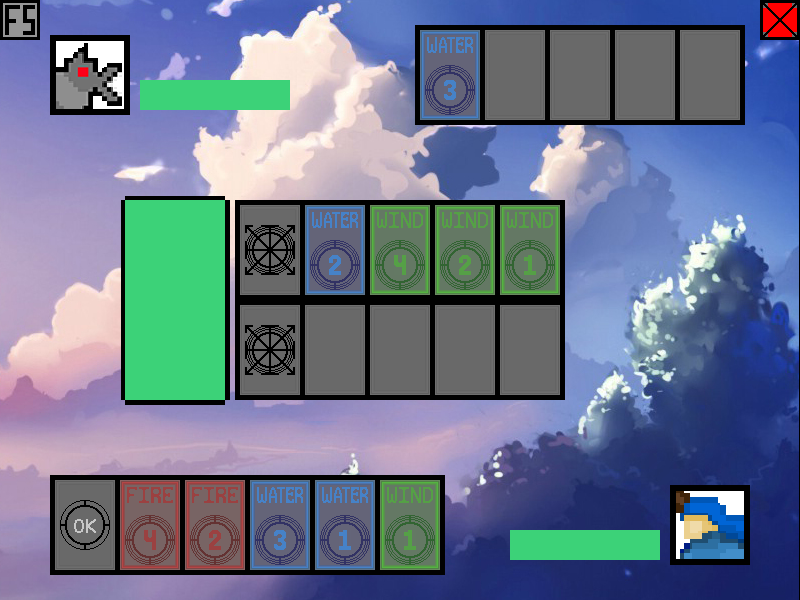 FS
WATER
3
WATER WIND WIND WIND
2 4 2 1
FIRE FIRE WATER WATER WIND
OK 4 2 3 1 1